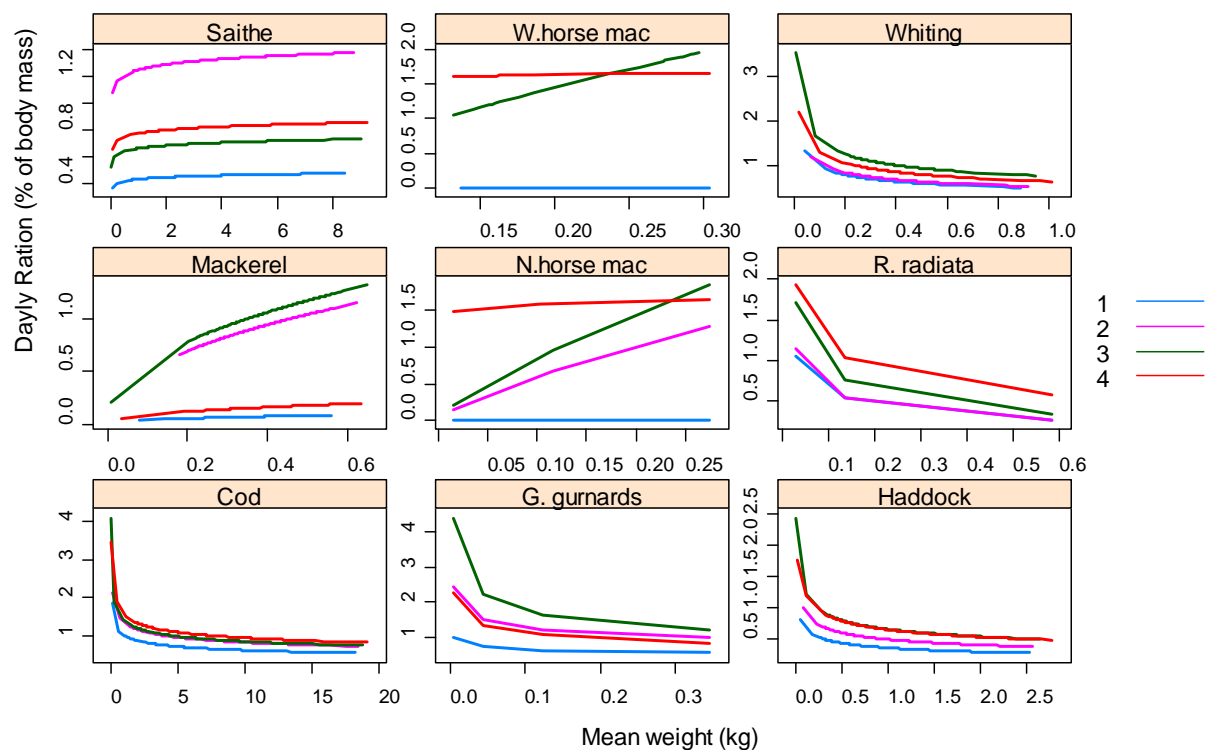 Saithe
W.horse mac
Whiting
0.4 0.8 1.2
0 2 4 6 8
0.0 0.5 1.0 1.5 2.0
0.15 0.20 0.25 0.30
1 2 3
0.0 0.2 0.4 0.6 0.8 1.0
Mackerel
N.horse mac
R. radiata
0.0 0.5 1.0
0.0 0.2 0.4 0.6
0.0 0.5 1.0 1.5
0.05 0.10 0.15 0.20 0.25
0.5 1.0 1.5 2.0
0.1 0.2 0.3 0.4 0.5 0.6
Cod
G. gurnards
Haddock
1 2 3 4
0 5 10 15 20
1 2 3 4
0.0 0.1 0.2 0.3
0.5 1.0 1.5 2.0 2.5
0.0 0.5 1.0 1.5 2.0 2.5
Dayly Ration (% of body mass)
Mean weight (kg)
1
2
3
4